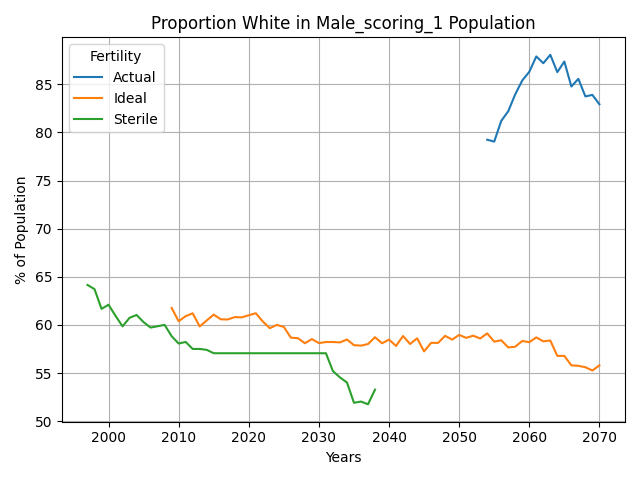 Proportion White in Male_scoring_1 Population
Fertility
Actual
Ideal
Sterile
% of Population
85
80
75
70
65
60
55
50
2000
2010
2020
2030
2040
2050
2060
2070
Years